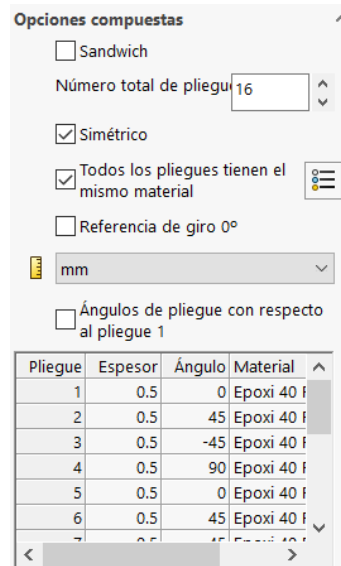 Opciones compuestas
Sandwich
Número total de pliegu 16
Simétrico
Todos los pliegues tienen el
mismo material
Referencia de giro 0º
mm
Ángulos de pliegue con respecto
al pliegue 1
Pliegue Espesor Ángulo Material
1 0.5 0 Epoxi 40
2 0.5 45 Epoxi 40
3 0.5 -45 Epoxi 40
4 0.5 90 Epoxi 40
5 0.5 0 Epoxi 40
6 0.5 45 Epoxi 40